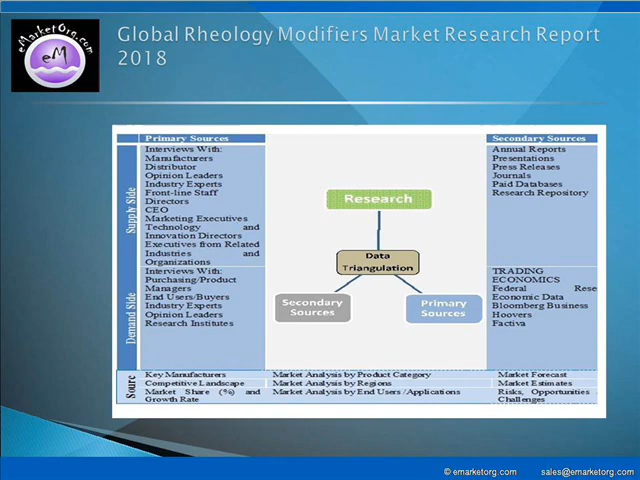 eMarketOrg.com
eM
Global Rheology Modifiers Market Research Report
2018
Primary Sources
Secondary Sources
Supply Side
Interviews With:
Manufacturers
Distributor
Opinion Leaders
Industry Experts
Front-line Staff
Directors
CEO
Marketing Executives
Technology and
Innovation Directors
Executives from Related
Industries and
Organizations
Annual Reports
Presentations
Press Releases
Journals
Paid Databases
Research Repository
Research
Data
Triangulation
Secondary
Sources
Primary
Sources
Demand Side
Interviews With:
Purchasing/Product
Managers
End Users/Buyers
Industry Experts
Opinion Leaders
Research Institutes
TRADING
ECONOMICS
Federal Rese
Economic Data
Bloomberg Business
Hoovers
Factiva
Sourc
Key Manufacturers
Competitive Landscape
Market Share (%) and
Growth Rate
Market Analysis by Product Category
Market Analysis by Regions
Market Analysis by End Users /Applications
Market Forecast
Market Estimates
Risks, Opportunities
Challenges
© emarketorg.com sales@emarketorg.com